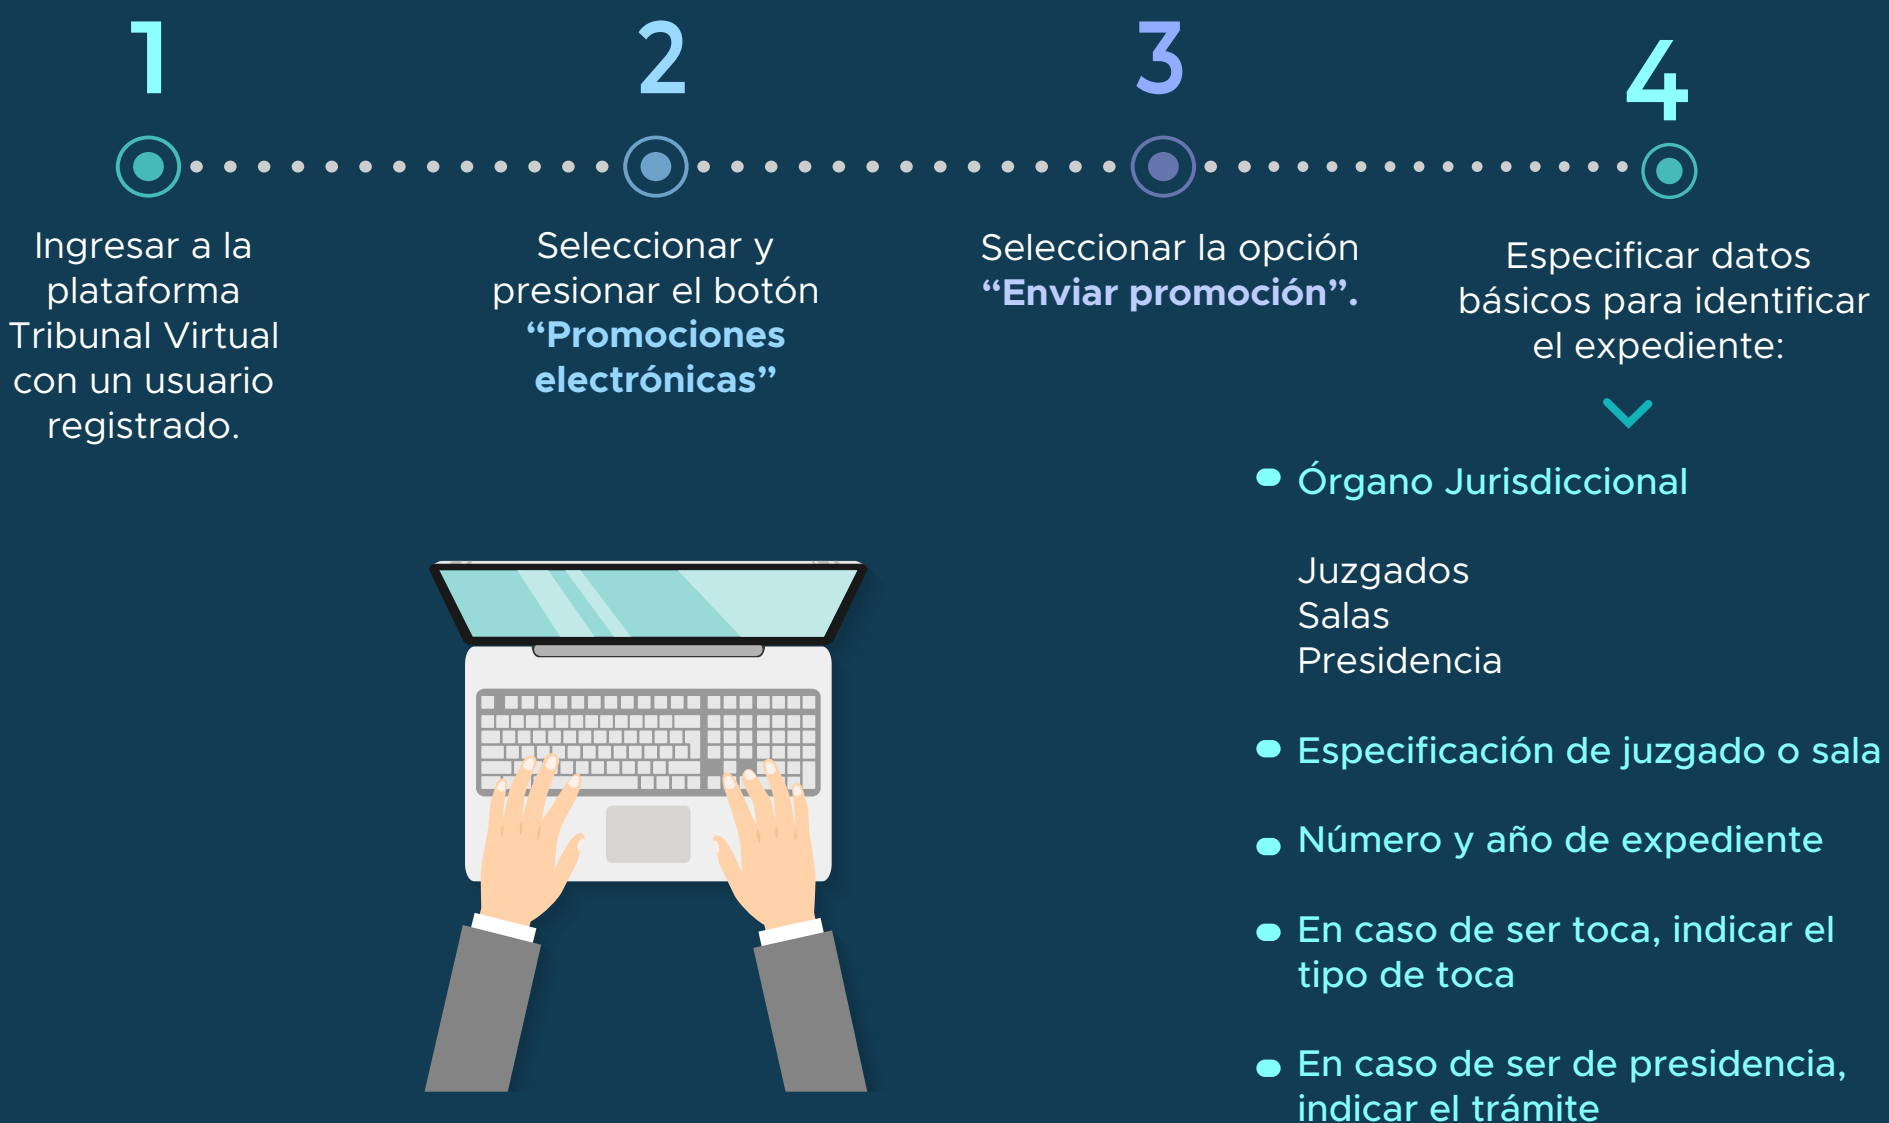 1
Ingresar a la
plataforma
Tribunal Virtual
con un usuario
registrado.
2
Seleccionar y
presionar el botón
“Promociones
electrónicas”
3
Seleccionar la opción
“Enviar promoción”.
4
Especificar datos
básicos para identificar
el expediente:
Órgano Jurisdiccional
Juzgados
Salas
Presidencia
Especificación de juzgado o sala
Número y año de expediente
En caso de ser toca, indicar el
tipo de toca
En caso de ser de presidencia,
indicar el trámite